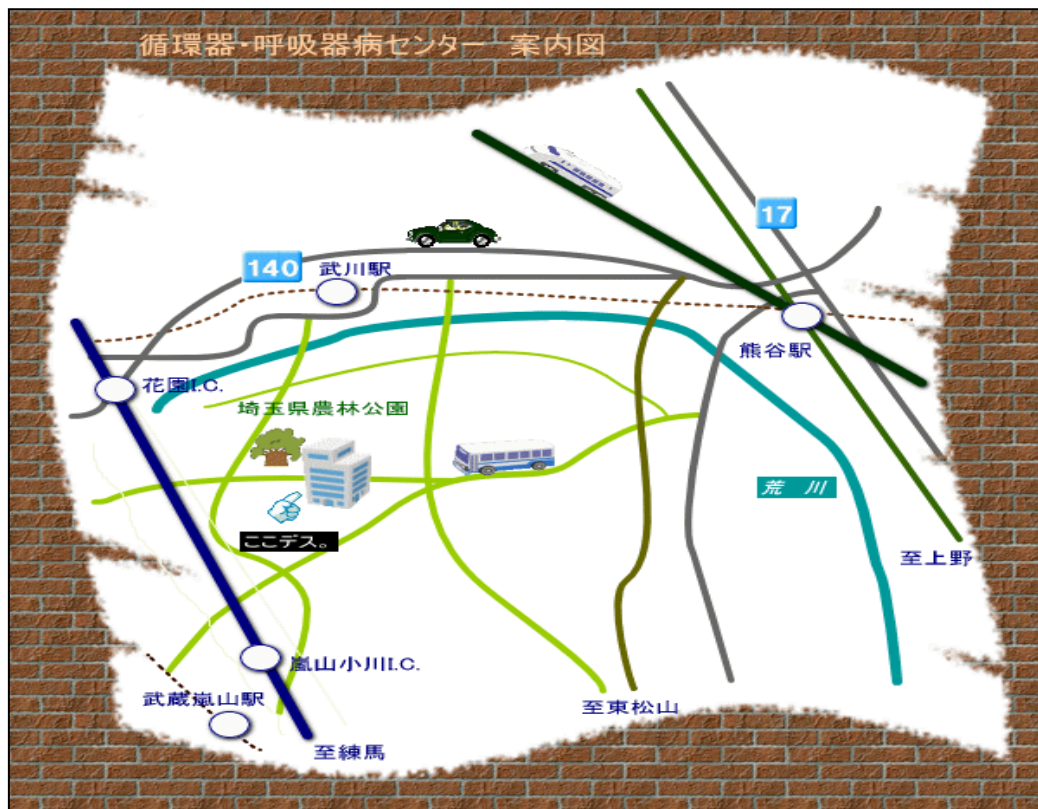 循環器・呼吸器病センター 案内図
17
140
武川駅
熊谷駅
花園I.C.
埼玉県農林公園
荒 川
ここデス。
至上野
嵐山小川I.C.
武蔵嵐山駅
至東松山
至練馬